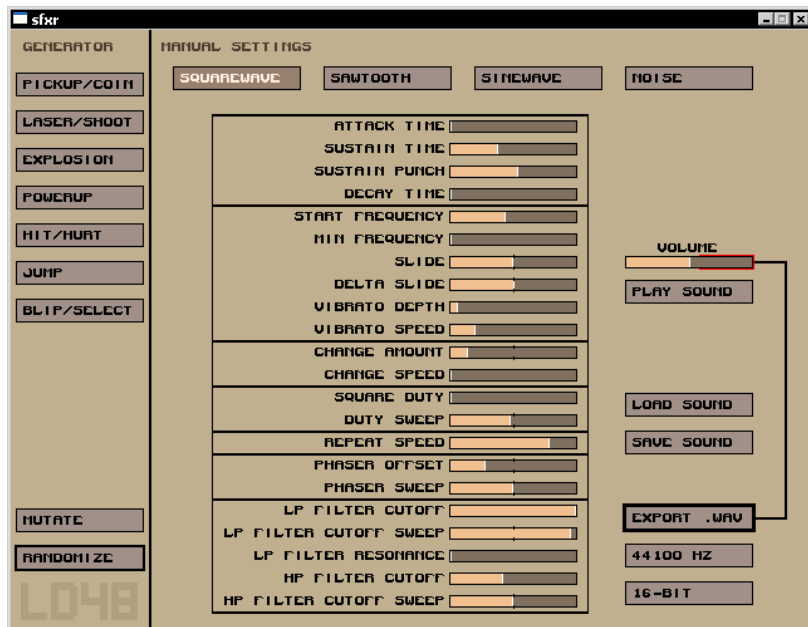 sfxr
GENERATOR
PICKUP/COIN
LASER/SHOOT
EXPLOSION
POWERUP
HIT/HURT
JUMP
BLIP/SELECT
MUTATE
RANDOMIZE
LD48
MANUAL SETTINGS
SQUAREWAVE
SAWTOOTH
SINEWAVE
NOISE
ATTACK TIME
SUSTAIN TIME
SUSTAIN PUNCH
DECAY TIME
START FREQUENCY
MIN FREQUENCY
SLIDE
DELTA SLIDE
VIBRATO DEPTH
VIBRATO SPEED
CHANGE AMOUNT
CHANGE SPEED
SQUARE DUTY
DUTY SWEEP
REPEAT SPEED
PHASER OFFSET
PHASER SWEEP
LP FILTER CUTOFF
LP FILTER CUTOFF SWEEP
LP FILTER RESONANCE
HP FILTER CUTOFF
HP FILTER CUTOFF SWEEP
VOLUME
PLAY SOUND
LOAD SOUND
SAVE SOUND
EXPORT .WAV
44100 HZ
16-BIT